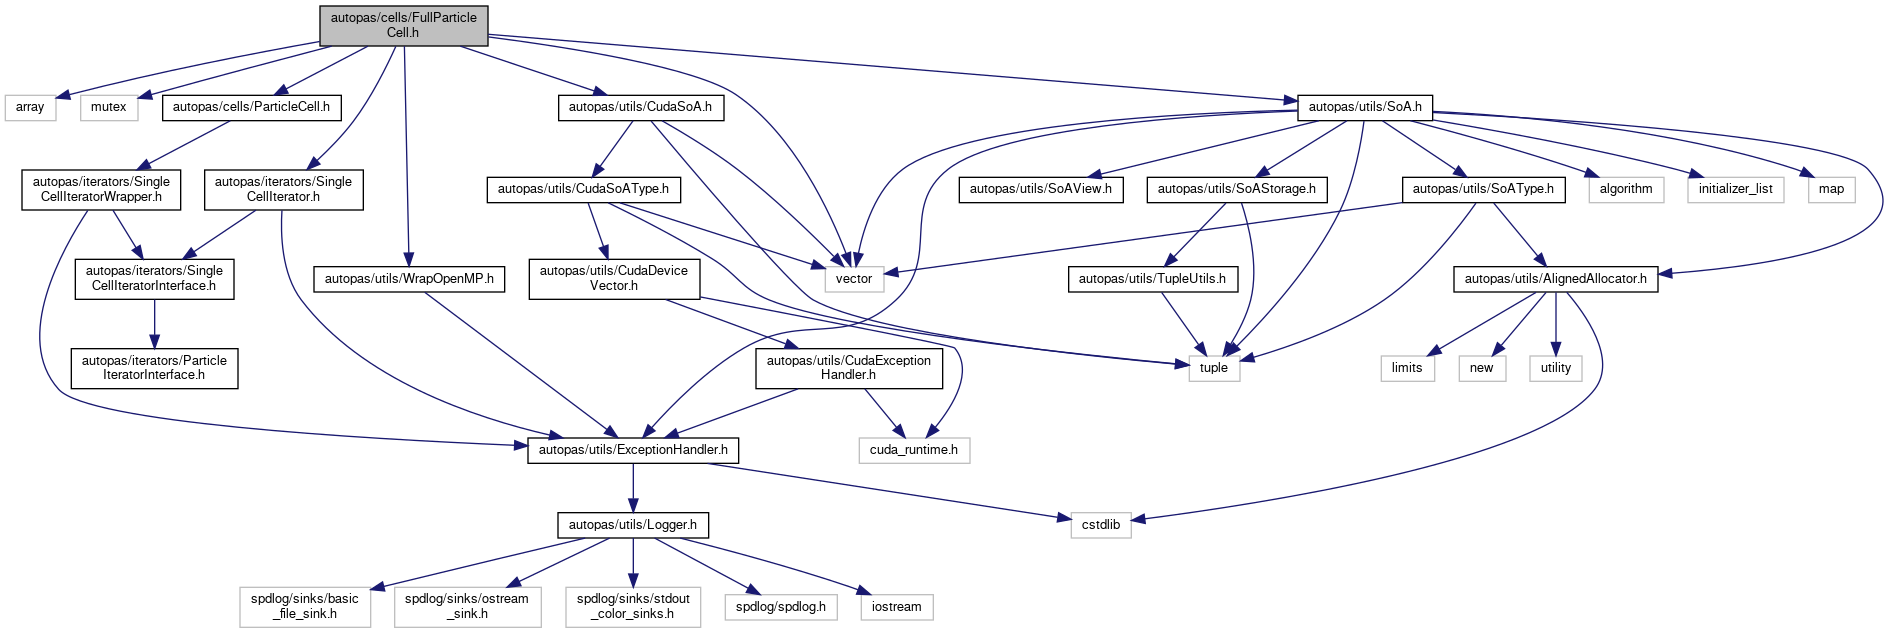 autopas/cells/FullParticle
Cell.h
array
mutex
autopas/cells/ParticleCell.h
autopas/utils/CudaSoA.h
autopas/utils/SoA.h
autopas/iterators/Single
CellIteratorWrapper.h
autopas/iterators/Single
CellIterator.h
autopas/utils/CudaSoAType.h
autopas/utils/SoAView.h
autopas/utils/SoAStorage.h
autopas/utils/SoAType.h
algorithm
initializer_list
map
autopas/iterators/Single
CellIteratorInterface.h
autopas/utils/WrapOpenMP.h
autopas/utils/CudaDevice
Vector.h
vector
autopas/utils/TupleUtils.h
autopas/utils/AlignedAllocator.h
autopas/iterators/Particle
IteratorInterface.h
autopas/utils/CudaException
Handler.h
tuple
limits
new
utility
autopas/utils/ExceptionHandler.h
cuda_runtime.h
autopas/utils/Logger.h
cstdlib
spdlog/sinks/basic
_file_sink.h
spdlog/sinks/ostream
_sink.h
spdlog/sinks/stdout
_color_sinks.h
spdlog/spdlog.h
iostream